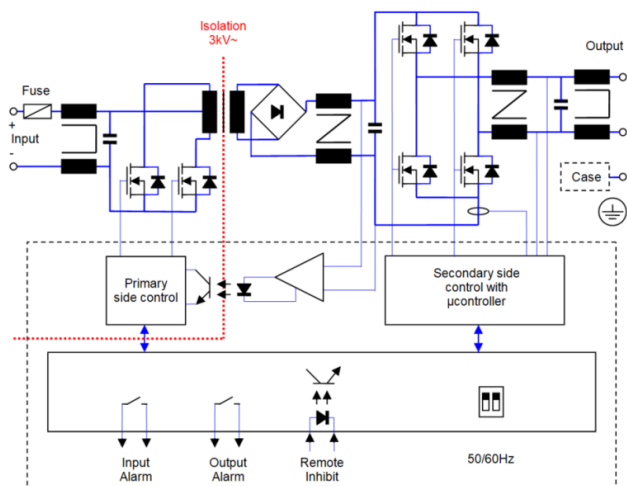 Isolation
3kV~
Output
Fuse
+
Input
-
Case
Primary
side control
Secondary side
control with
µcontroller
Input
Alarm
Output
Alarm
Remote
Inhibit
50/60Hz